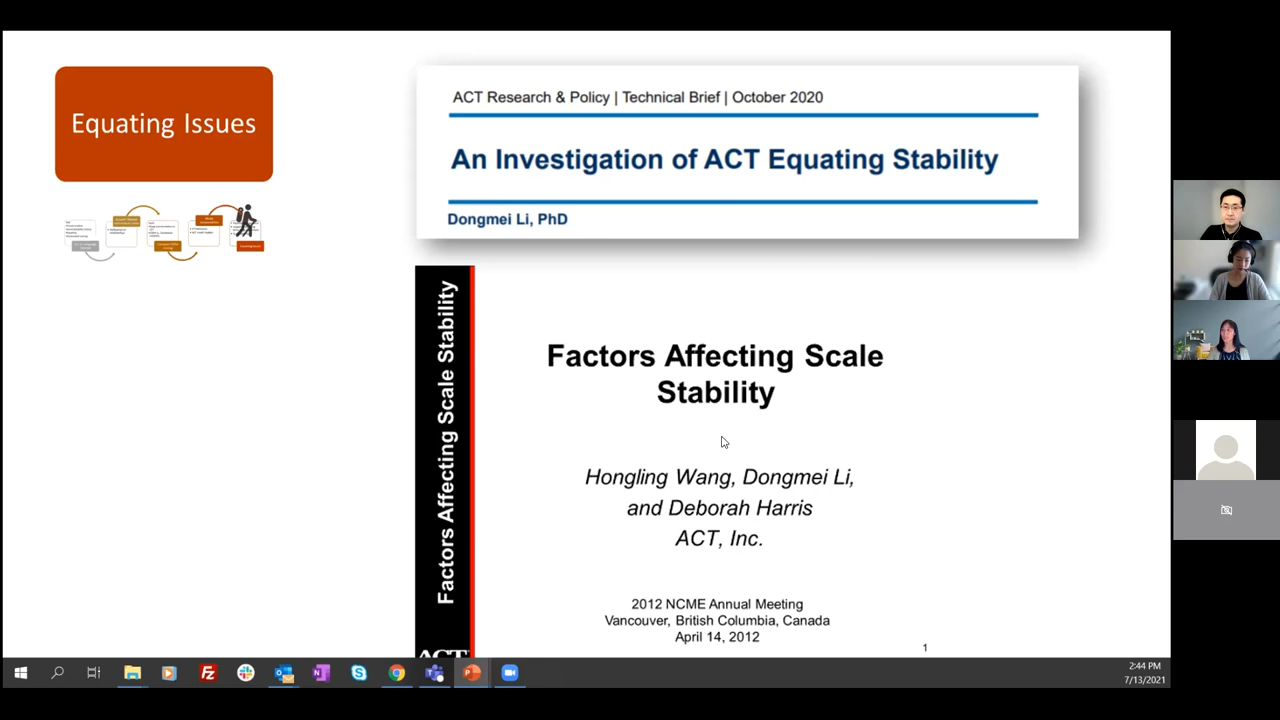 Equating Issues
ACT Research & Policy | Technical Brief | October 2020
An Investigation of ACT Equating Stability
Dongmei Li, PhD
Factors Affecting Scale Stability
Factors Affecting Scale
Stability
Hongling Wang, Dongmei Li,
and Deborah Harris
ACT, Inc.
2012 NCME Annual Meeting
Vancouver, British Columbia, Canada
April 14, 2012
1
ACT
2:44 PM
7/13/2021